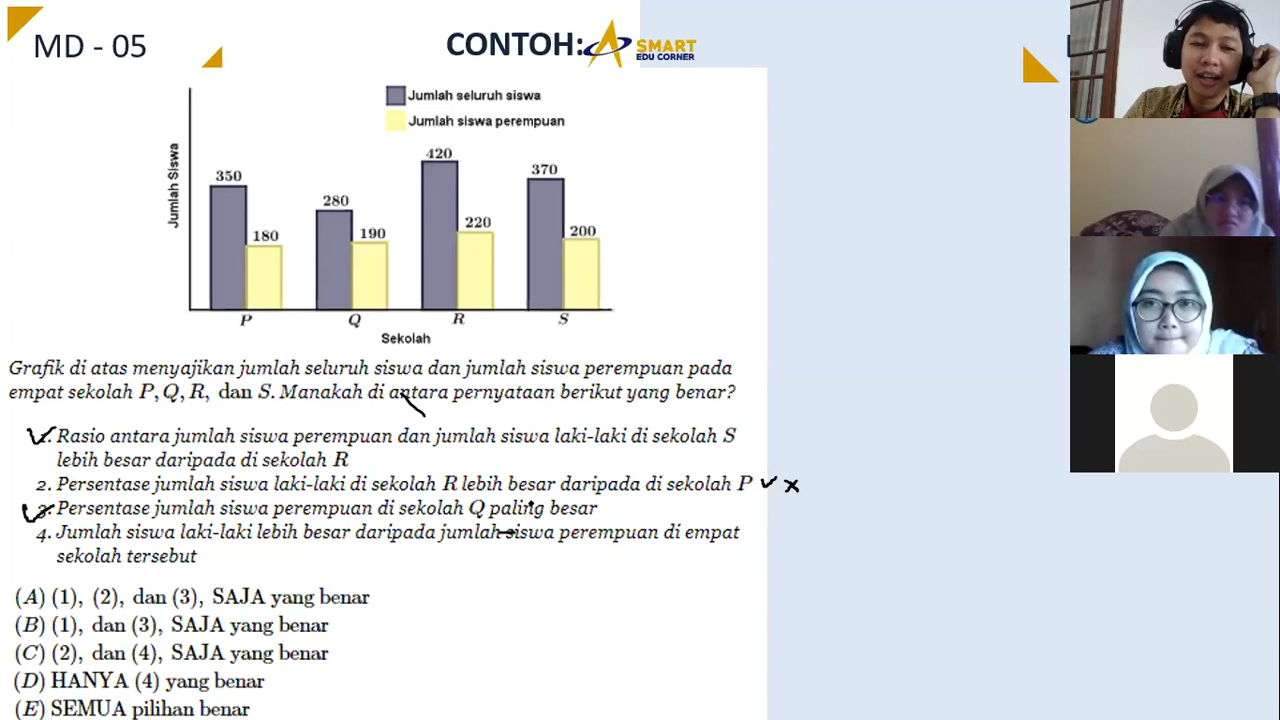 MD - 05
CONTOH:
SMART
EDU CORNER
Jumlah seluruh siswa
Jumlah siswa perempuan
Jumlah Siswa
350
180
280
190
420
220
370
200
P
Q
R
S
Sekolah
Grafik di atas menyajikan jumlah seluruh siswa dan jumlah siswa perempuan pada
empat sekolah P, Q, R, dan S. Manakah di antara pernyataan berikut yang benar?
1. Rasio antara jumlah siswa perempuan dan jumlah siswa laki-laki di sekolah S
lebih besar daripada di sekolah R
2. Persentase jumlah siswa laki-laki di sekolah R lebih besar daripada di sekolah P
3. Persentase jumlah siswa perempuan di sekolah Q paling besar
4. Jumlah siswa laki-laki lebih besar daripada jumlah siswa perempuan di empat
sekolah tersebut
(A) (1), (2), dan (3), SAJA yang benar
(B) (1), dan (3), SAJA yang benar
(C) (2), dan (4), SAJA yang benar
(D) HANYA (4) yang benar
(E) SEMUA pilihan benar